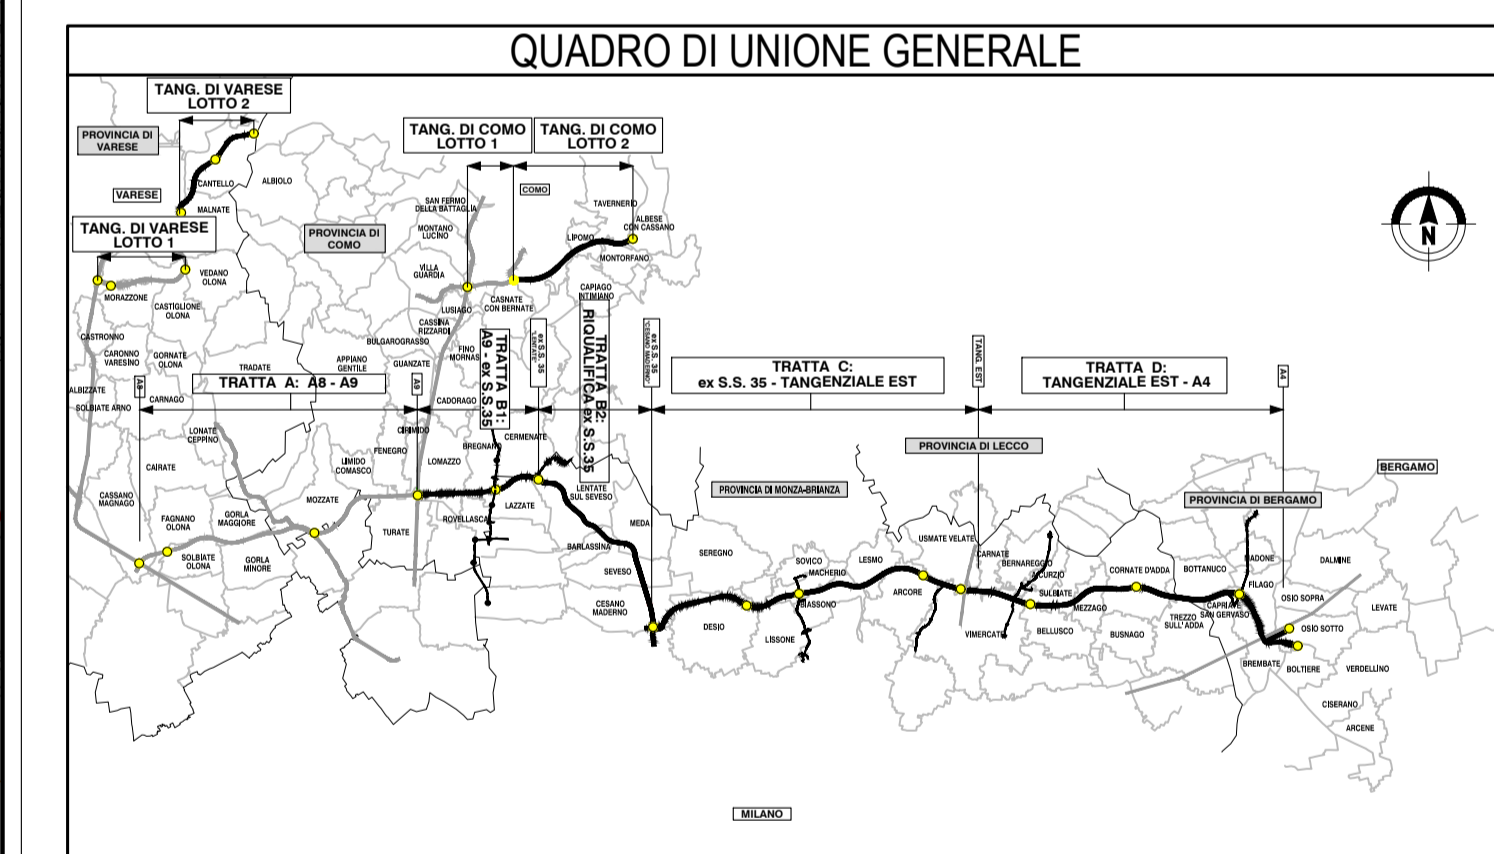 QUADRO DI UNIONE GENERALE
TANG. DI VARESE
LOTTO 2
PROVINCIA DI
VARESE
TANG. DI COMO
LOTTO 1
TANG. DI COMO
LOTTO 2
CANTELLO
ALBIOLO
VARESE
MALNATE
COMO
SAN FERMO
DELLA BATTAGLIA
TAVERNERIO
ALBESE
CON CASSANO
TANG. DI VARESE
LOTTO 1
PROVINCIA DI
COMO
MONTANO
LUCINO
LIPOMO
MONTORFANO
N
VEDANO
OLONA
VILLA
GUARDIA
MORAZZONE
CASTIGLIONE
OLONA
LUSIAGO
CASNATE
CON BERNATE
CAPIAGO
INTIMIANO
CASSINA
RIZZARDI
CASTRONNO
BULGAROGRASSO
CARONNO
VARESINO
GORNATE
OLONA
TRADATE
APPIANO
GENTILE
GUANZATE
FINO
MORNAS
TRATTA B1:
A9 - ex S.S.35
ex S.S. 35
"LENTATE"
TRATTA B2:
RIQUALIFICA ex S.S.35
ex S.S. 35
"CESANO MADERNO"
TRATTA C:
ex S.S. 35 - TANGENZIALE EST
TANG. EST
TRATTA D:
TANGENZIALE EST - A4
A4
ALBIZZATE
A8
TRATTA A: A8 - A9
A9
SOLBIATE ARNO
CARNAGO
CADORAGO
LONATE
CEPPINO
CIRIMIDO
FENEGRO
BREGNANO
CERMENATE
CAIRATE
LIMIDO
COMASCO
LOMAZZO
PROVINCIA DI LECCO
BERGAMO
CASSANO
MAGNAGO
MOZZATE
LENTATE
SUL SEVESO
PROVINCIA DI MONZA-BRIANZA
PROVINCIA DI BERGAMO
FAGNANO
OLONA
GORLA
MAGGIORE
TURATE
ROVELLASCA
LAZZATE
MEDA
SOLBIATE
OLONA
GORLA
MINORE
BARLASSINA
SEVESO
SEREGNO
SOVICO
MACHERIO
LESMO
USMATE VELATE
CARNATE
BERNAREGGIO
CORNATE D'ADDA
BOTTANUCO
MADONE
DALMINE
CESANO
MADERNO
DESIO
BIASSONO
LISSONE
ARCORE
VIMERCATE
SULBIATE
MEZZAGO
BELLUSCO
BUSNAGO
TREZZO
SULL'ADDA
CAPRIATE
SAN GERVASO
FILAGO
OSIO SOPRA
LEVATE
OSIO SOTTO
BREMBATE
BOLTIERE
VERDELLINO
CISERANO
ARCENE
MILANO